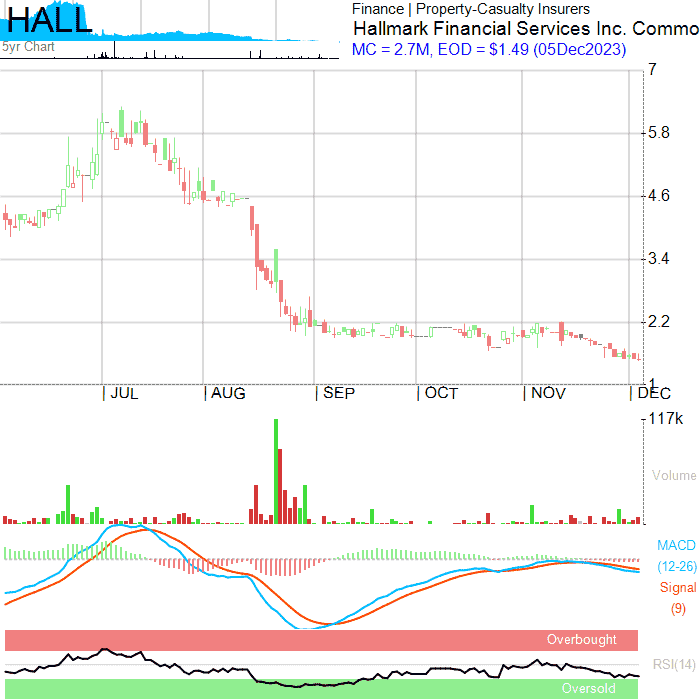 HALL
5yr Chart
Finance | Property-Casualty Insurers
Hallmark Financial Services Inc. Commo
MC = 2.7M, EOD = $1.49 (05Dec2023)
7
5.8
4.6
3.4
2.2
1
| JUL | AUG | SEP | OCT | NOV | DEC
117k
Volume
MACD
(12-26)
Signal
(9)
Overbought
RSI(14)
Oversold